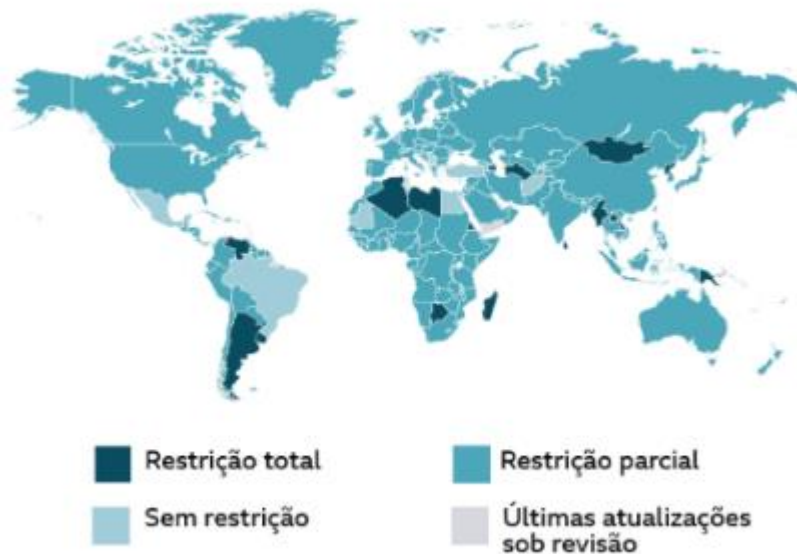 Restrição total
Restrição parcial
Sem restrição
Últimas atualizações
sob revisão